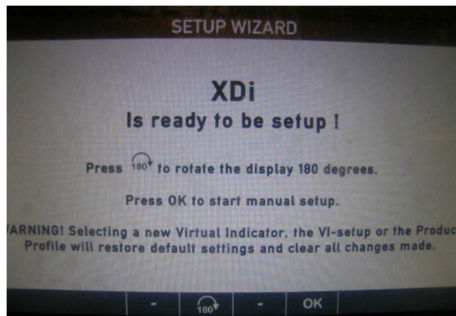 SETUP WIZARD
XDi
Is ready to be setup !
Press 180° to rotate the display 180 degrees.
Press OK to start manual setup.
ARNING! Selecting a new Virtual Indicator, the VI-setup or the Produc
Profile will restore default settings and clear all changes made.
- 180° - OK